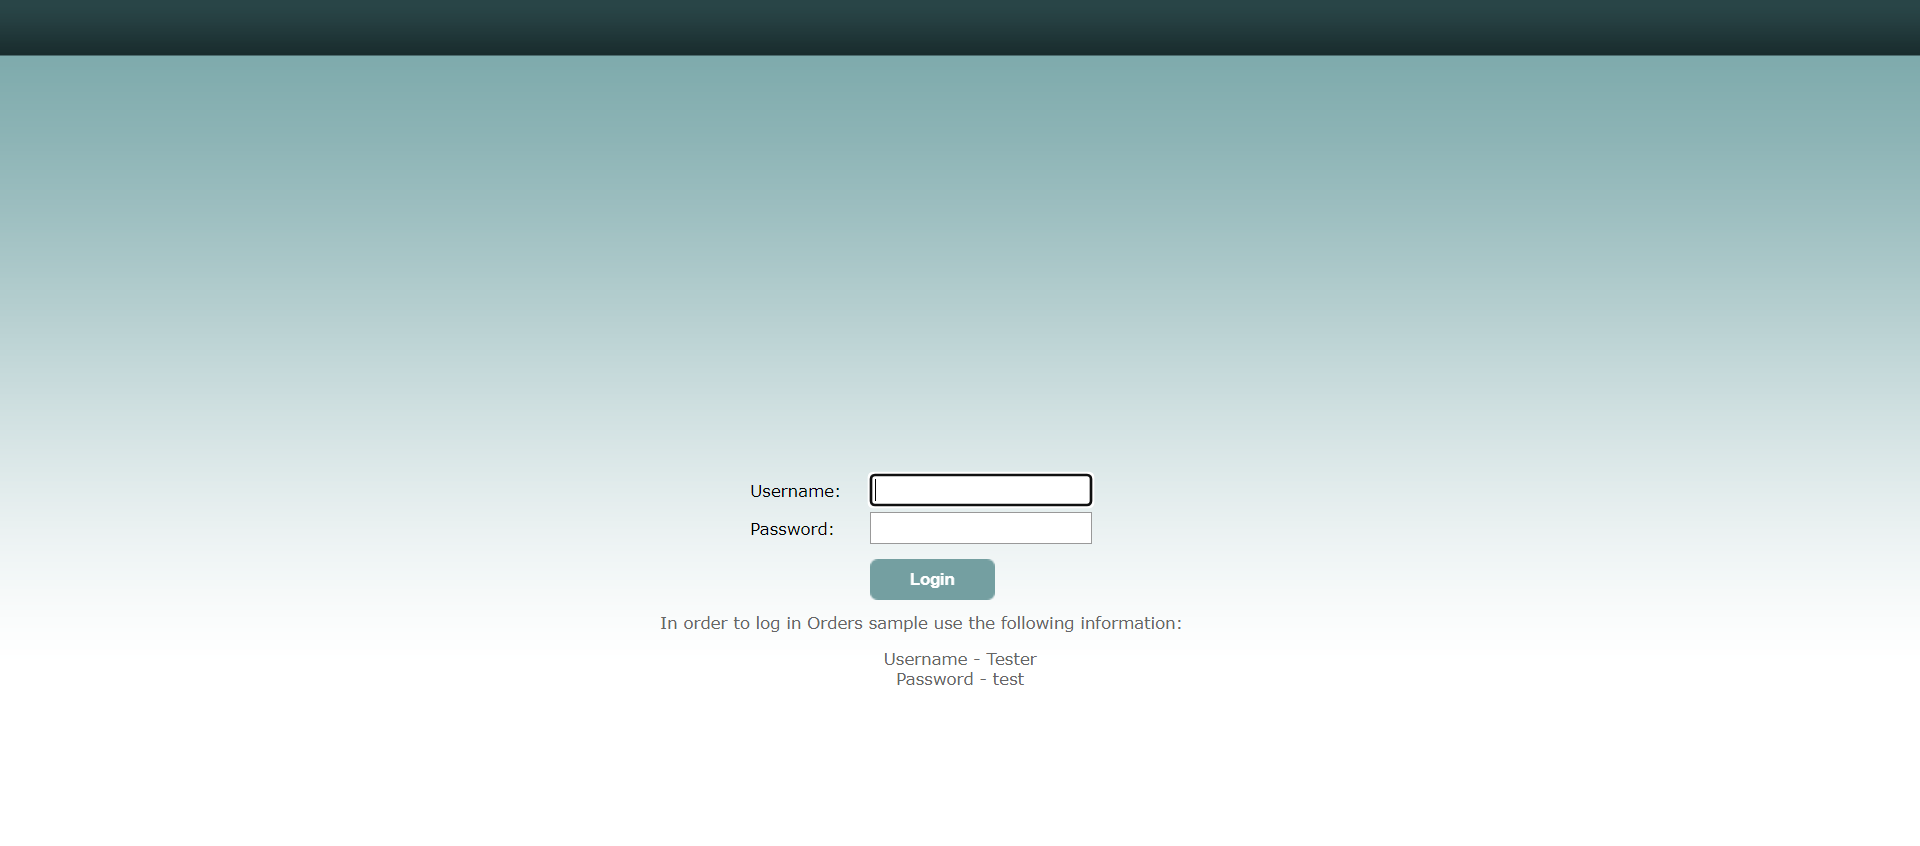 Username:
Password:
Login
In order to log in Orders sample use the following information:
Username - Tester
Password - test